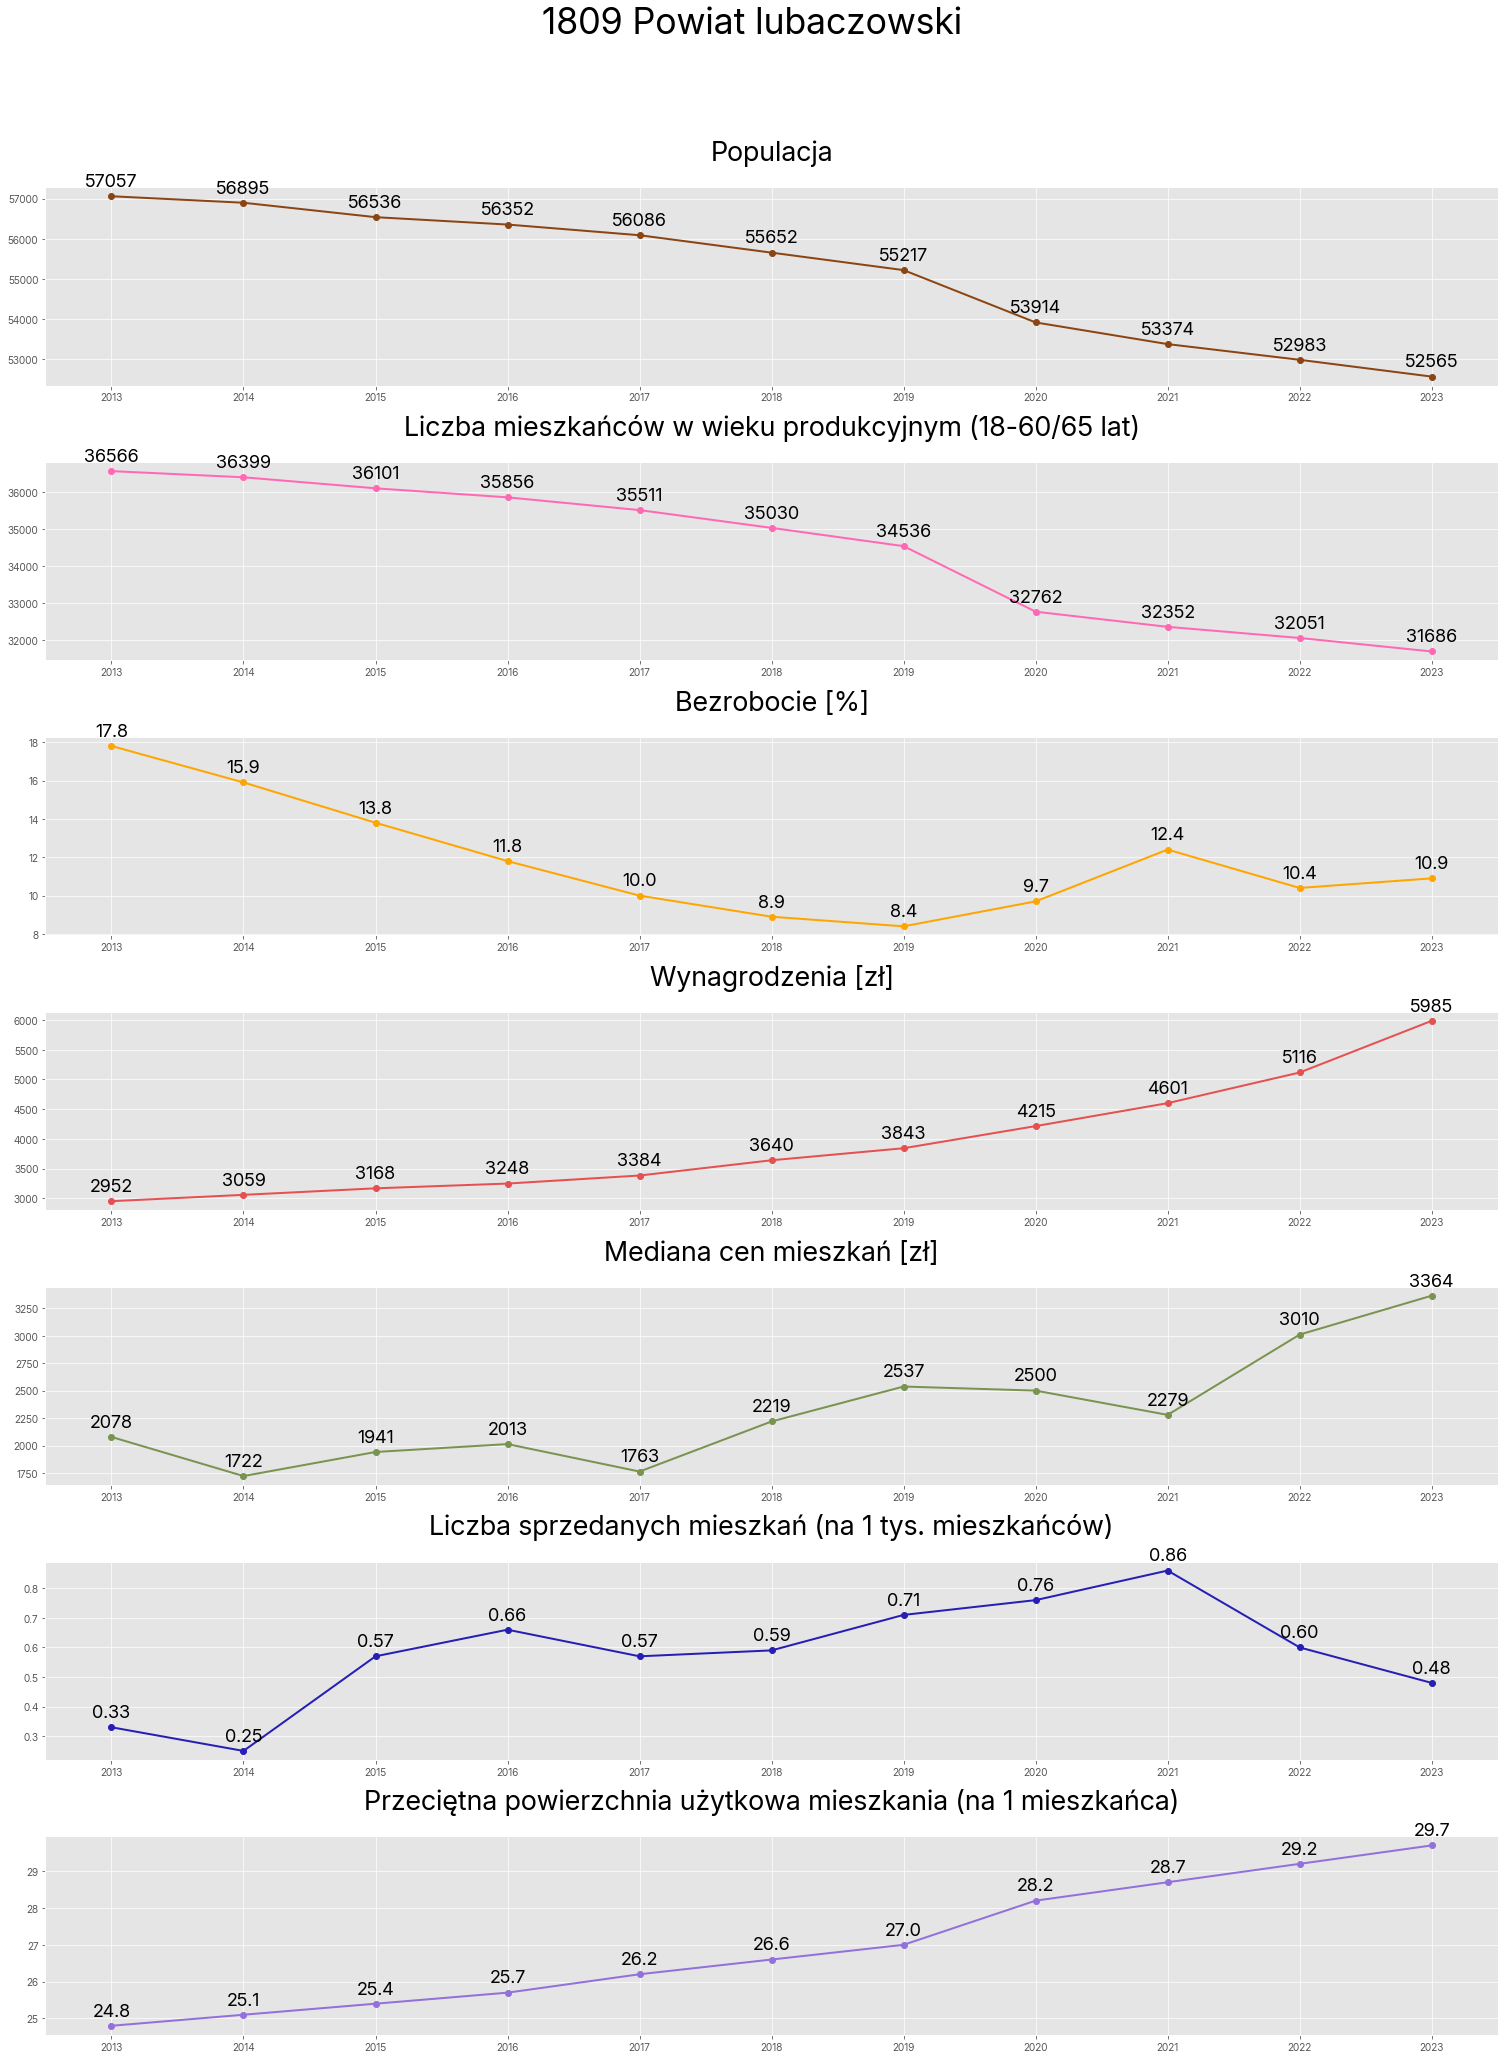 1809 Powiat lubaczowski
Populacja
57057 56895 56536 56352 56086 55652 55217 53914 53374 52983 52565
57000
56000
55000
54000
53000
2013 2014 2015 2016 2017 2018 2019 2020 2021 2022 2023
Liczba mieszkańców w wieku produkcyjnym (18-60/65 lat)
36566 36399 36101 35856 35511 35030 34536 32762 32352 32051 31686
36000
35000
34000
33000
32000
2013 2014 2015 2016 2017 2018 2019 2020 2021 2022 2023
Bezrobocie [%]
17.8 15.9 13.8 11.8 10.0 8.9 8.4 9.7 12.4 10.4 10.9
18
16
14
12
10
8
2013 2014 2015 2016 2017 2018 2019 2020 2021 2022 2023
Wynagrodzenia [zł]
2952 3059 3168 3248 3384 3640 3843 4215 4601 5116 5985
6000
5500
5000
4500
4000
3500
3000
2013 2014 2015 2016 2017 2018 2019 2020 2021 2022 2023
Mediana cen mieszkań [zł]
2078 1722 1941 2013 1763 2219 2537 2500 2279 3010 3364
3250
3000
2750
2500
2250
2000
1750
2013 2014 2015 2016 2017 2018 2019 2020 2021 2022 2023
Liczba sprzedanych mieszkań (na 1 tys. mieszkańców)
0.33 0.25 0.57 0.66 0.57 0.59 0.71 0.76 0.86 0.60 0.48
0.8
0.7
0.6
0.5
0.4
0.3
2013 2014 2015 2016 2017 2018 2019 2020 2021 2022 2023
Przeciętna powierzchnia użytkowa mieszkania (na 1 mieszkańca)
24.8 25.1 25.4 25.7 26.2 26.6 27.0 28.2 28.7 29.2 29.7
29
28
27
26
25
2013 2014 2015 2016 2017 2018 2019 2020 2021 2022 2023